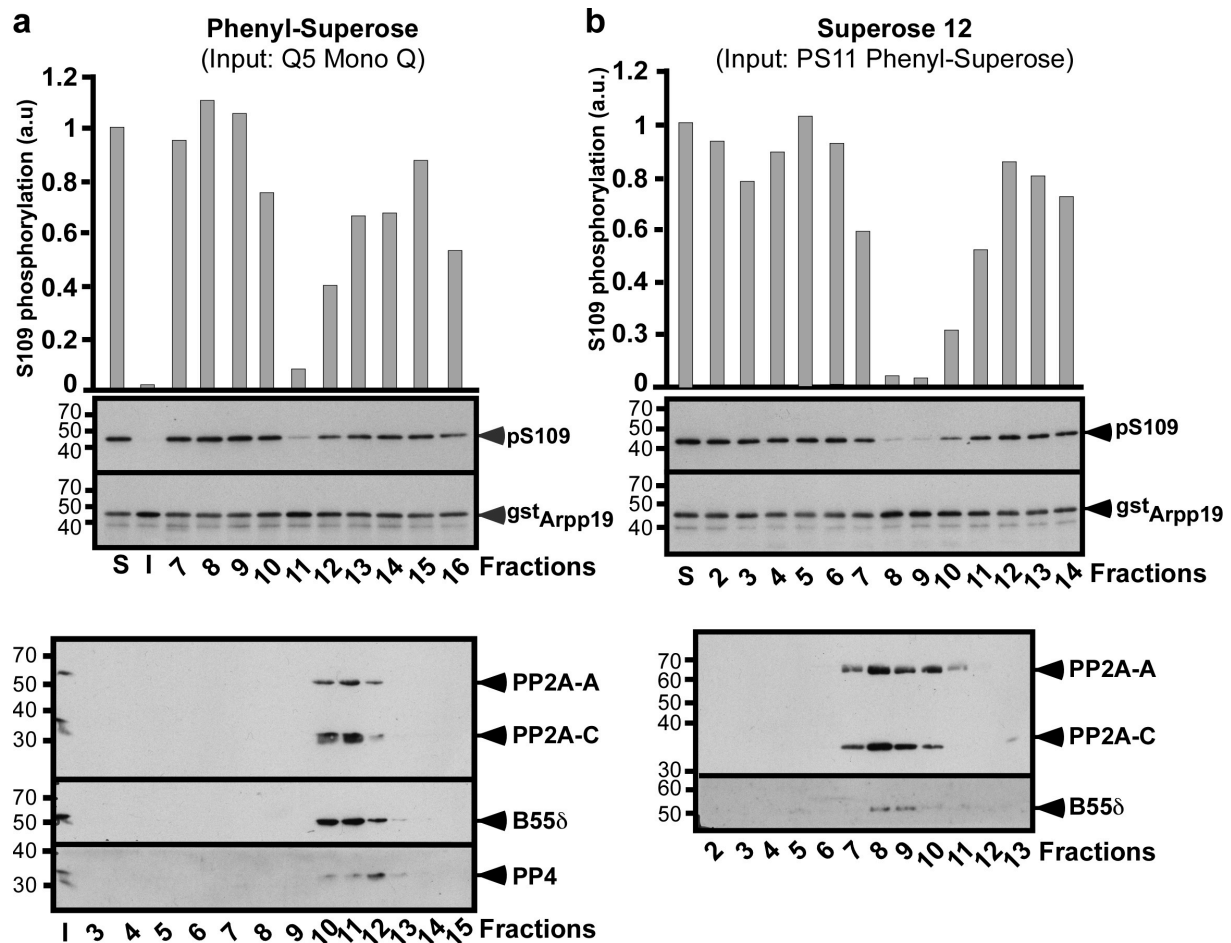 a
Phenyl-Superose
(Input: Q5 Mono Q)
S109 phosphorylation (a.u)
1.2
1
0.8
0.6
0.4
0.2
0
70
50
40
pS109
70
50
40
gstArpp19
S I 7 8 9 10 11 12 13 14 15 16 Fractions
70
50
30
PP2A-A
PP2A-C
70
50
B55δ
40
30
PP4
I 3 4 5 6 7 8 9 10 11 12 13 14 15 Fractions
b
Superose 12
(Input: PS11 Phenyl-Superose)
S109 phosphorylation (a.u.)
1.2
1
0.8
0.6
0.3
0
70
50
40
pS109
70
50
40
gstArpp19
S 2 3 4 5 6 7 8 9 10 11 12 13 14 Fractions
70
60
50
40
30
PP2A-A
PP2A-C
60
50
B55δ
2 3 4 5 6 7 8 9 10 11 12 13 Fractions